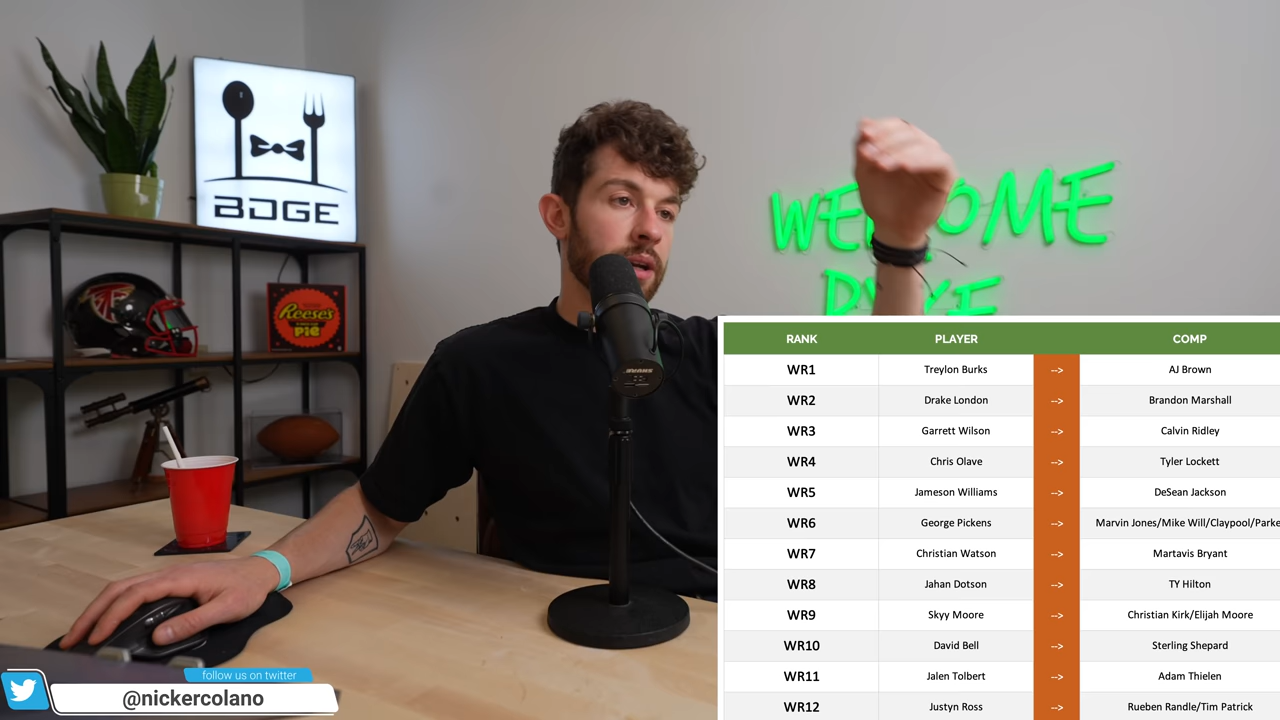 BDGE
WELCOME
Reese's
PIE
RANK PLAYER COMP
WR1 Treylon Burks --> AJ Brown
WR2 Drake London --> Brandon Marshall
WR3 Garrett Wilson --> Calvin Ridley
WR4 Chris Olave --> Tyler Lockett
WR5 Jameson Williams --> DeSean Jackson
WR6 George Pickens --> Marvin Jones/Mike Will/Claypool/Parke
WR7 Christian Watson --> Martavis Bryant
WR8 Jahan Dotson --> TY Hilton
WR9 Skyy Moore --> Christian Kirk/Elijah Moore
WR10 David Bell --> Sterling Shepard
WR11 Jalen Tolbert --> Adam Thielen
WR12 Justyn Ross --> Rueben Randle/Tim Patrick
follow us on twitter
@nickercolano